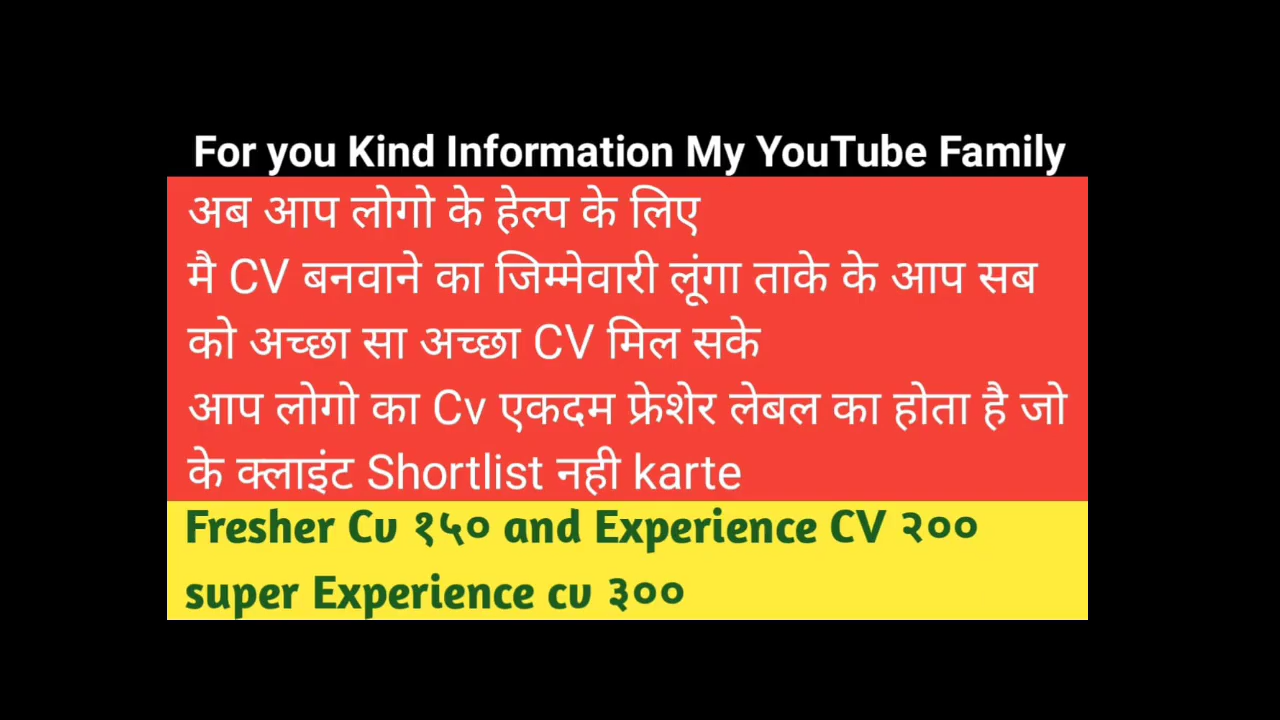 For you Kind Information My YouTube Family
अब आप लोगो के हेल्प के लिए
मै CV बनवाने का जिम्मेवारी लूंगा ताके के आप सब
को अच्छा सा अच्छा CV मिल सके
आप लोगो का Cv एकदम फ्रेशेर लेबल का होता है जो
के क्लाइंट Shortlist नही karte
Fresher Cv १५० and Experience CV २००
super Experience cv ३००